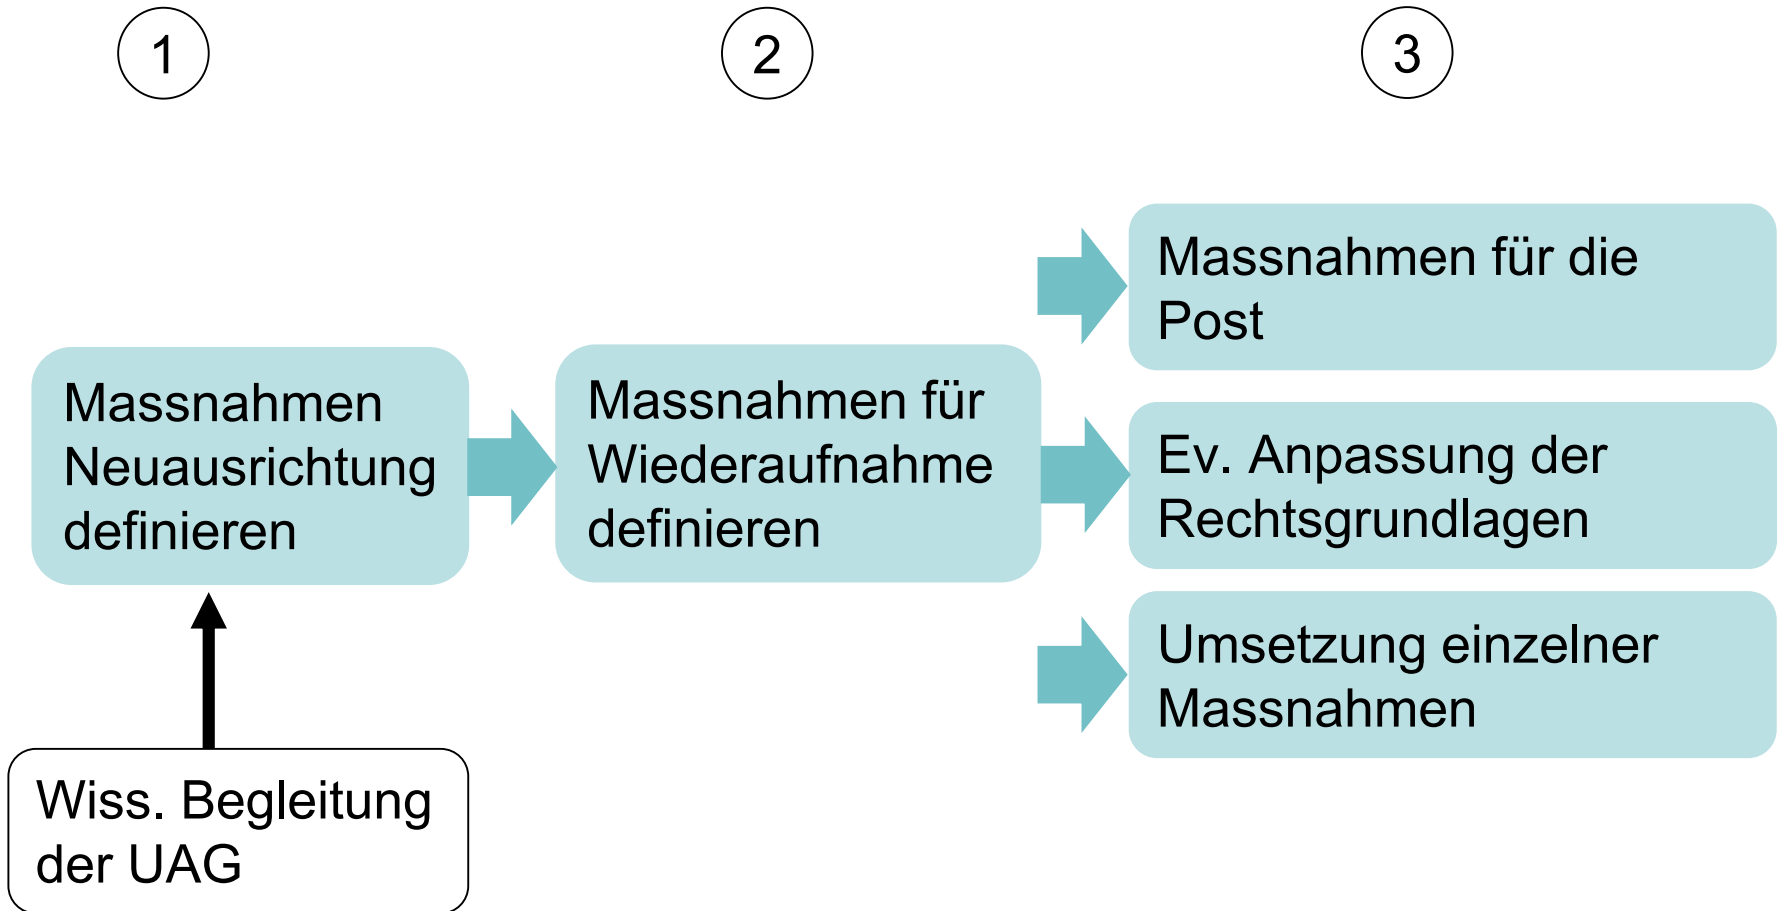 1
2
3
Massnahmen
Neuausrichtung
definieren
Wiss. Begleitung
der UAG
Massnahmen für
Wiederaufnahme
definieren
Massnahmen für die
Post
Ev. Anpassung der
Rechtsgrundlagen
Umsetzung einzelner
Massnahmen